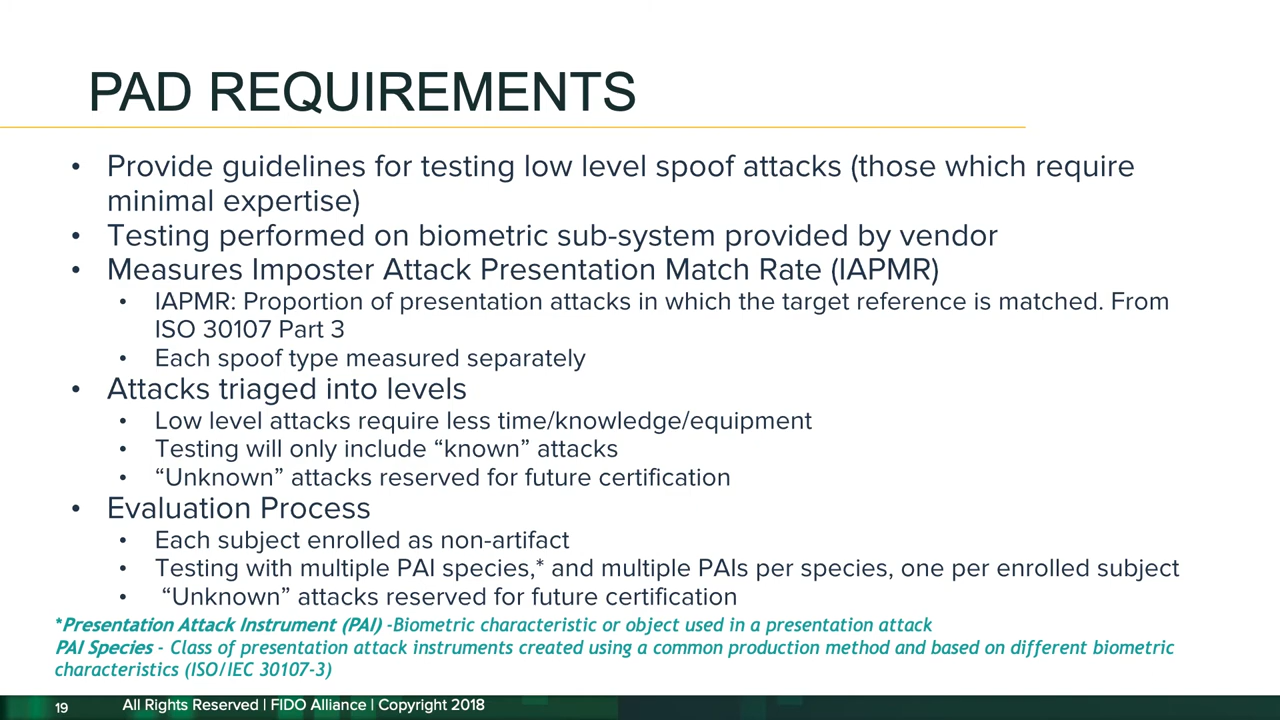 PAD REQUIREMENTS
• Provide guidelines for testing low level spoof attacks (those which require
minimal expertise)
• Testing performed on biometric sub-system provided by vendor
• Measures Imposter Attack Presentation Match Rate (IAPMR)
• IAPMR: Proportion of presentation attacks in which the target reference is matched. From
ISO 30107 Part 3
• Each spoof type measured separately
• Attacks triaged into levels
• Low level attacks require less time/knowledge/equipment
• Testing will only include “known” attacks
• “Unknown” attacks reserved for future certification
• Evaluation Process
• Each subject enrolled as non-artifact
• Testing with multiple PAI species,* and multiple PAIs per species, one per enrolled subject
• “Unknown” attacks reserved for future certification
*Presentation Attack Instrument (PAI) -Biometric characteristic or object used in a presentation attack
PAI Species - Class of presentation attack instruments created using a common production method and based on different biometric
characteristics (ISO/IEC 30107-3)
19 All Rights Reserved | FIDO Alliance | Copyright 2018